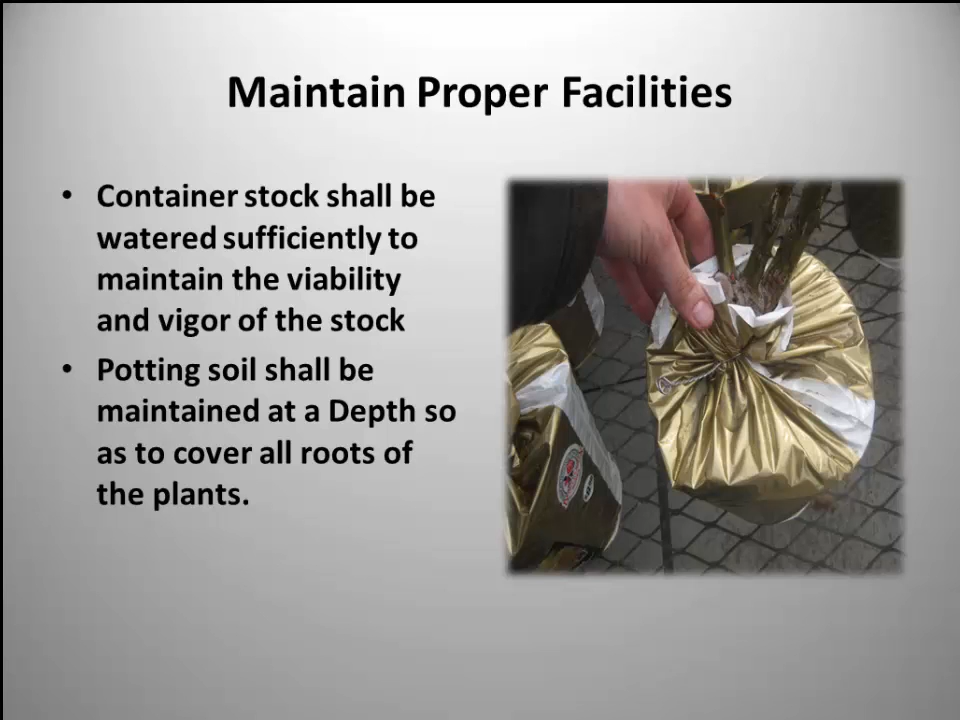 Maintain Proper Facilities
• Container stock shall be
watered sufficiently to
maintain the viability
and vigor of the stock
• Potting soil shall be
maintained at a Depth so
as to cover all roots of
the plants.